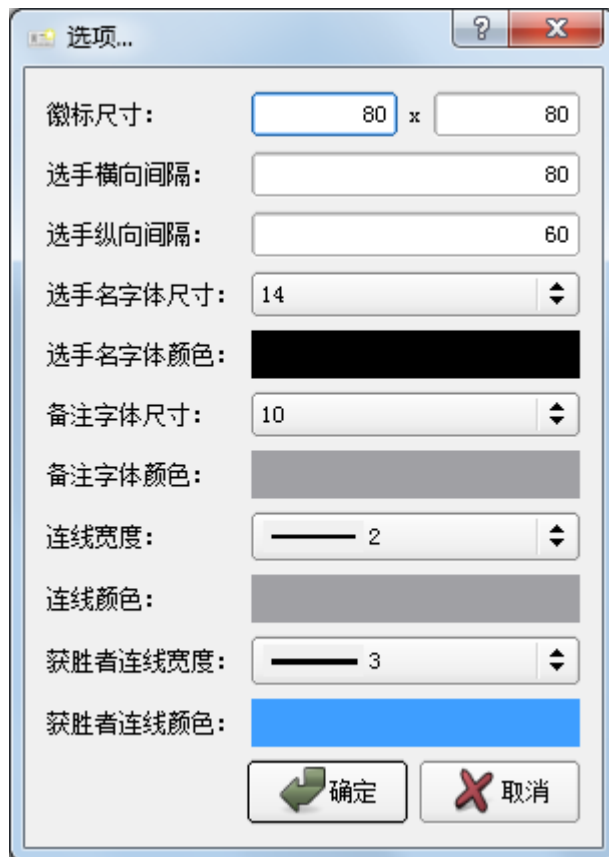 选项...
徽标尺寸: 80 x 80
选手横向间隔: 80
选手纵向间隔: 60
选手名字体尺寸: 14
选手名字体颜色:
备注字体尺寸: 10
备注字体颜色:
连线宽度: 2
连线颜色:
获胜者连线宽度: 3
获胜者连线颜色:
确定 取消